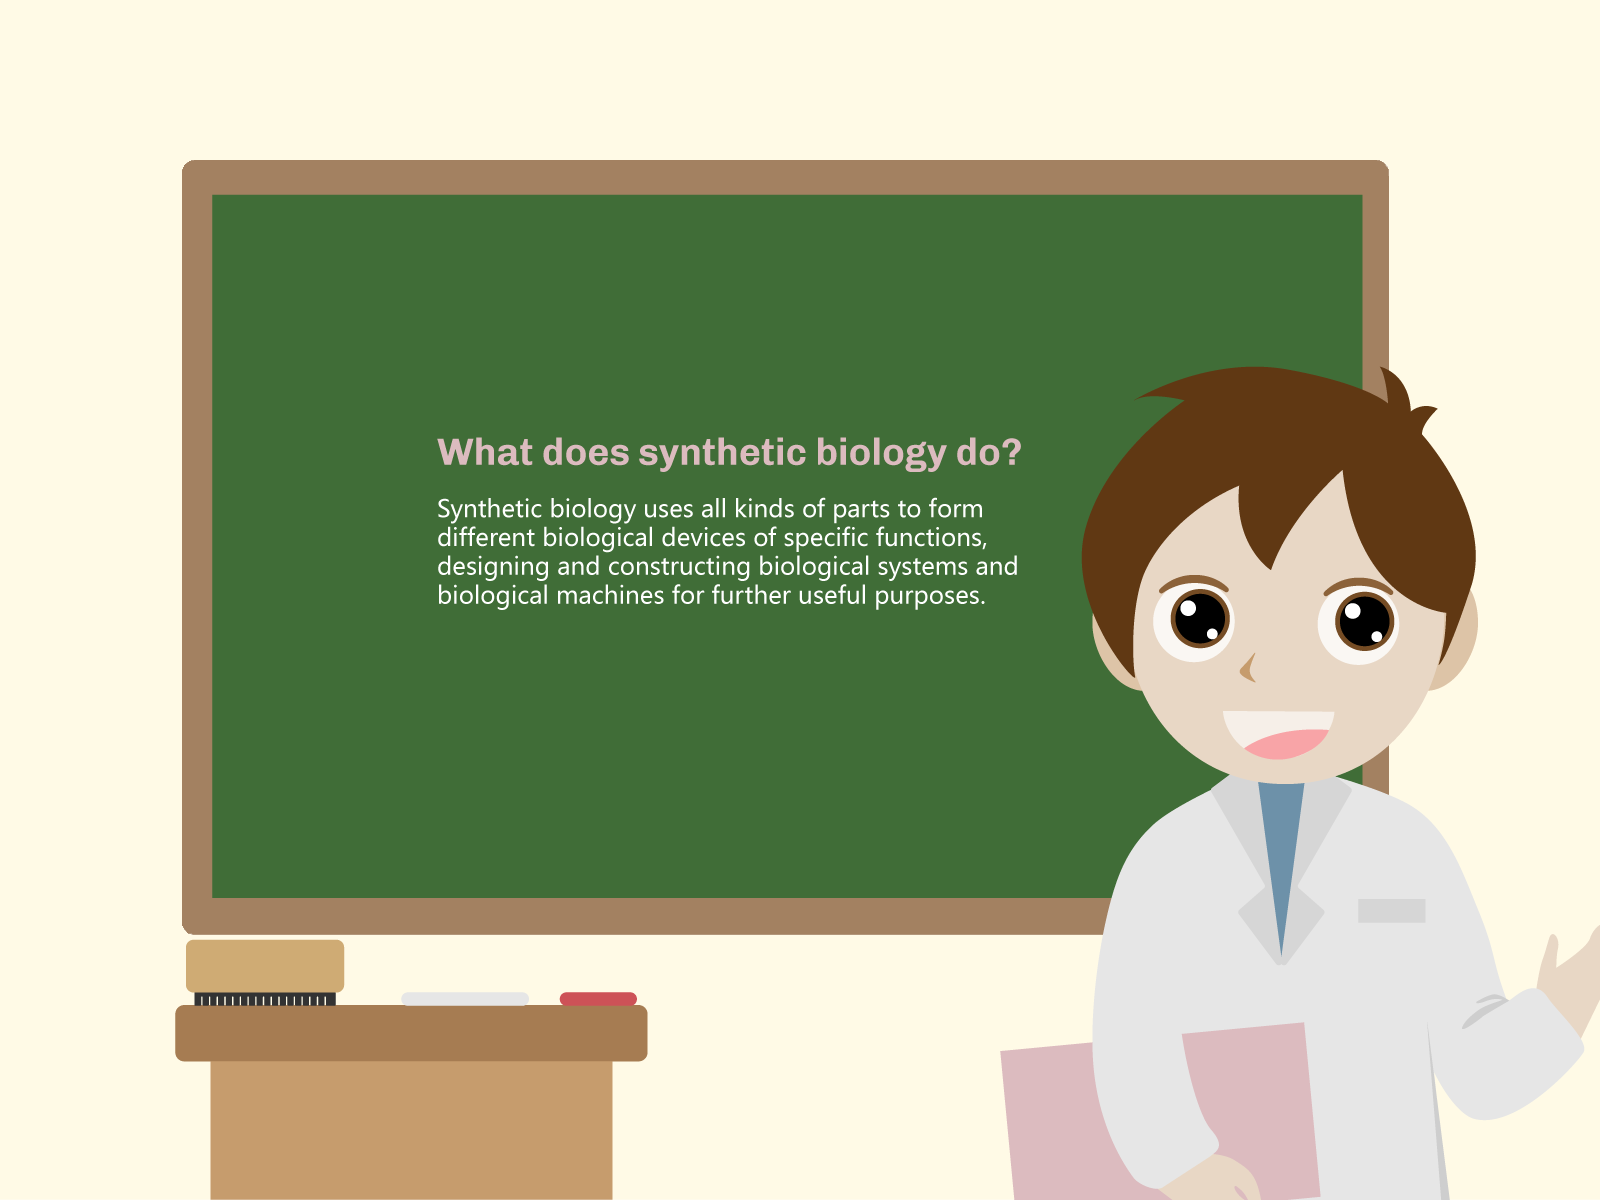 What does synthetic biology do?
Synthetic biology uses all kinds of parts to form
different biological devices of specific functions,
designing and constructing biological systems and
biological machines for further useful purposes.